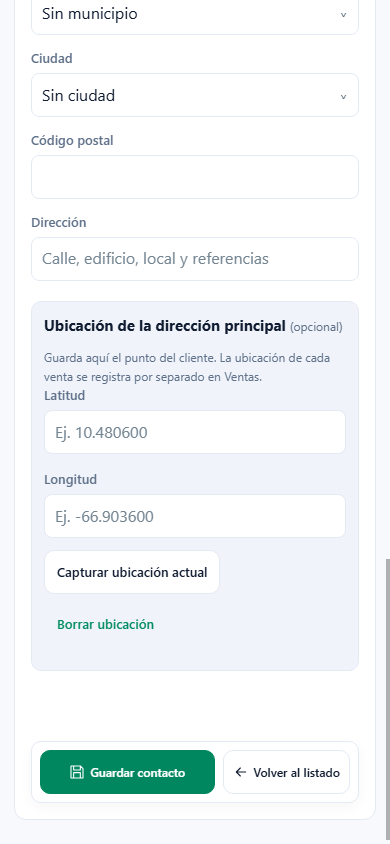 Sin municipio
Ciudad
Sin ciudad
Código postal
Dirección
Calle, edificio, local y referencias
Ubicación de la dirección principal (opcional)
Guarda aquí el punto del cliente. La ubicación de cada
venta se registra por separado en Ventas.
Latitud
Ej. 10.480600
Longitud
Ej. -66.903600
Capturar ubicación actual
Borrar ubicación
Guardar contacto
Volver al listado